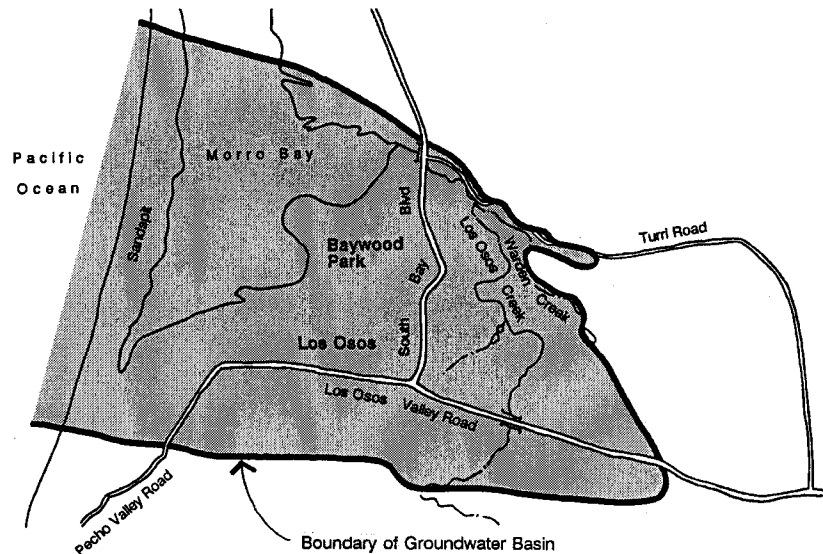 Pacific
Ocean
Morro Bay
Sandspit
Baywood
Park
South Bay Blvd
Los Osos Creek
Warden Creek
Turri Road
Los Osos
Los Osos Valley Road
Pecho Valley Road
Boundary of Groundwater Basin